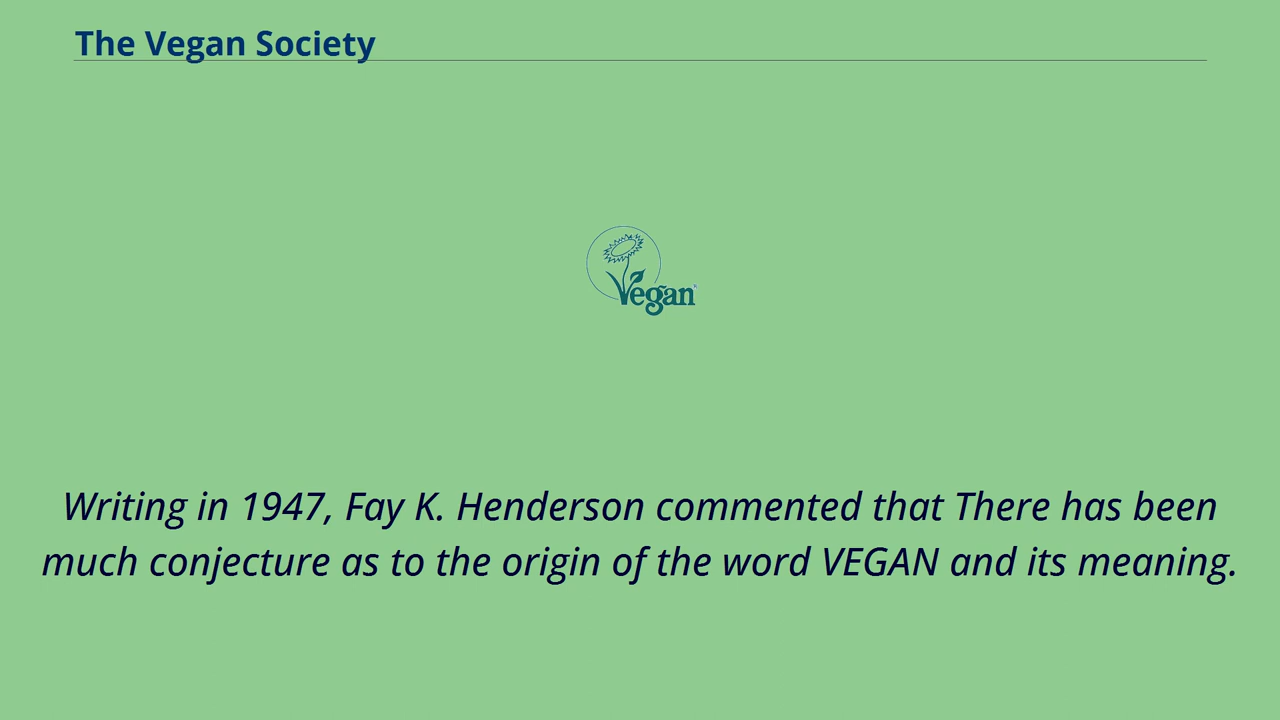 The Vegan Society
Vegan
Writing in 1947, Fay K. Henderson commented that There has been
much conjecture as to the origin of the word VEGAN and its meaning.